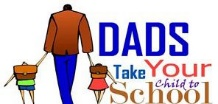 DADS
Take Your
Child to
School